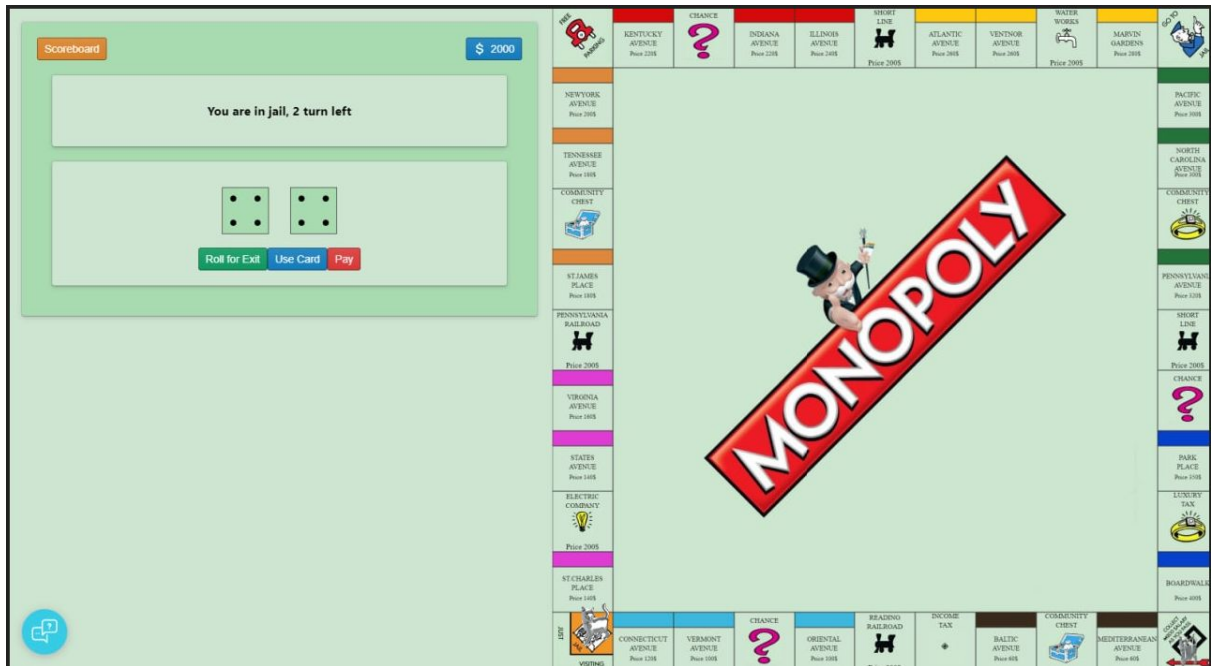 Scoreboard
$ 2000
You are in jail, 2 turn left
Roll for Exit
Use Card
Pay
FREE
PARKING
KENTUCKY
AVENUE
Price 220$
CHANCE
INDIANA
AVENUE
Price 220$
ILLINOIS
AVENUE
Price 240$
SHORT
LINE
Price 200$
ATLANTIC
AVENUE
Price 260$
VENTNOR
AVENUE
Price 260$
WATER
WORKS
Price 200$
MARVIN
GARDENS
Price 280$
GO TO
JAIL
NEWYORK
AVENUE
Price 200$
TENNESSEE
AVENUE
Price 180$
COMMUNITY
CHEST
ST.JAMES
PLACE
Price 180$
PENNSYLVANIA
RAILROAD
Price 200$
VIRGINIA
AVENUE
Price 160$
STATES
AVENUE
Price 140$
ELECTRIC
COMPANY
Price 200$
ST.CHARLES
PLACE
Price 140$
MONOPOLY
PACIFIC
AVENUE
Price 300$
NORTH
CAROLINA
AVENUE
Price 300$
COMMUNITY
CHEST
PENNSYLVANI
AVENUE
Price 320$
SHORT
LINE
Price 200$
CHANCE
PARK
PLACE
Price 350$
LUXURY
TAX
BOARDWALK
Price 400$
JUST
JAIL
VISITING
CONNECTICUT
AVENUE
Price 120$
VERMONT
AVENUE
Price 100$
CHANCE
ORIENTAL
AVENUE
Price 100$
READING
RAILROAD
INCOME
TAX
BALTIC
AVENUE
Price 60$
COMMUNITY
CHEST
MEDITERRANEAN
AVENUE
Price 60$
COLLECT